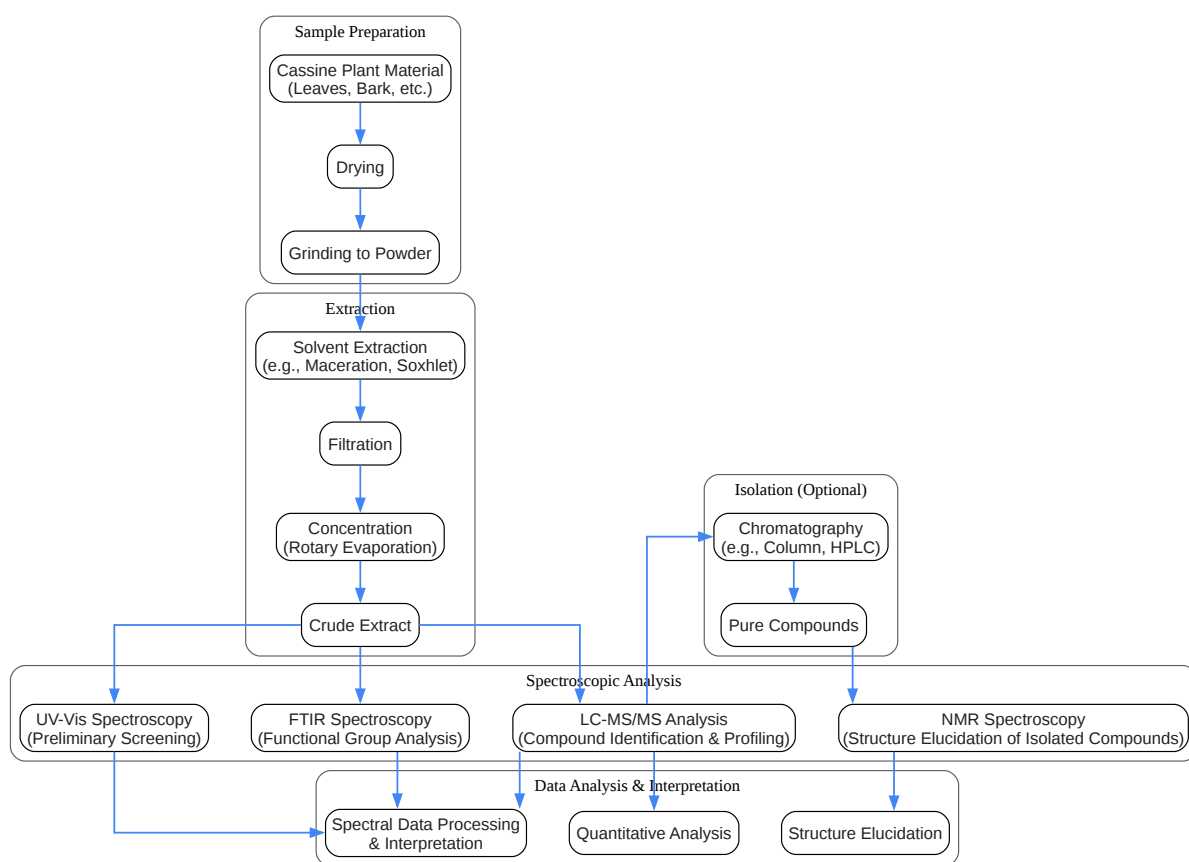 Sample Preparation
Cassine Plant Material
(Leaves, Bark, etc.)
Drying
Grinding to Powder
Extraction
Solvent Extraction
(e.g., Maceration, Soxhlet)
Filtration
Concentration
(Rotary Evaporation)
Crude Extract
Isolation (Optional)
Chromatography
(e.g., Column, HPLC)
Pure Compounds
Spectroscopic Analysis
UV-Vis Spectroscopy
(Preliminary Screening)
FTIR Spectroscopy
(Functional Group Analysis)
LC-MS/MS Analysis
(Compound Identification & Profiling)
NMR Spectroscopy
(Structure Elucidation of Isolated Compounds)
Data Analysis & Interpretation
Spectral Data Processing
& Interpretation
Quantitative Analysis
Structure Elucidation